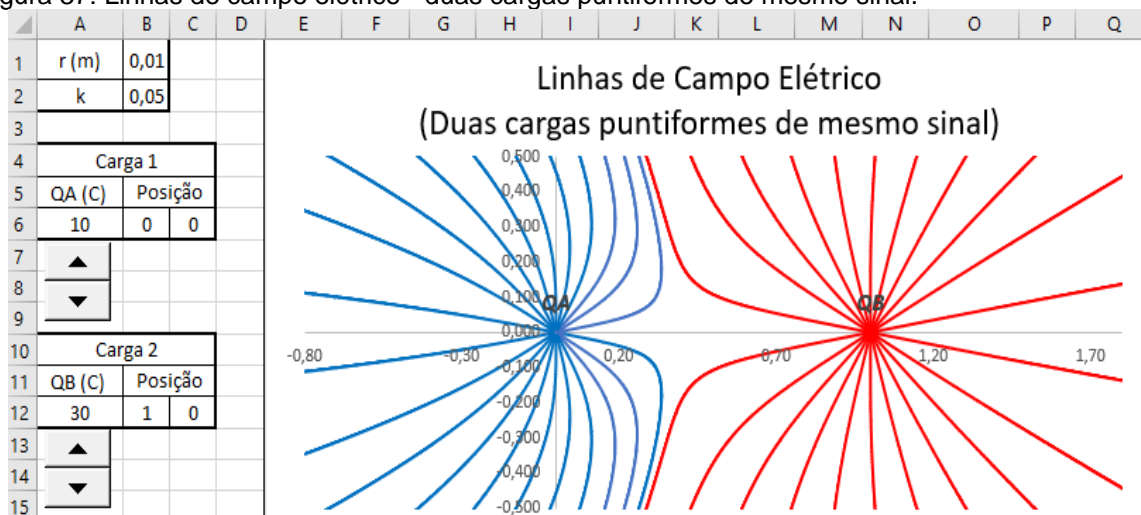 gura 37: Linhas de campo elétrico - duas cargas puntiformes de mesmo sinal.
A B C D E F G H I J K L M N O P Q
1 r (m) 0,01
2 k 0,05
3
4 Carga 1
5 QA (C) Posição
6 10 0 0
7
8
9
10 Carga 2
11 QB (C) Posição
12 30 1 0
13
14
15
Linhas de Campo Elétrico
(Duas cargas puntiformes de mesmo sinal)
0,500
0,400
0,300
0,200
0,100
QA QB
0,000
-0,80 -0,30 0,20 0,70 1,20 1,70
-0,100
-0,200
-0,300
-0,400
-0,500